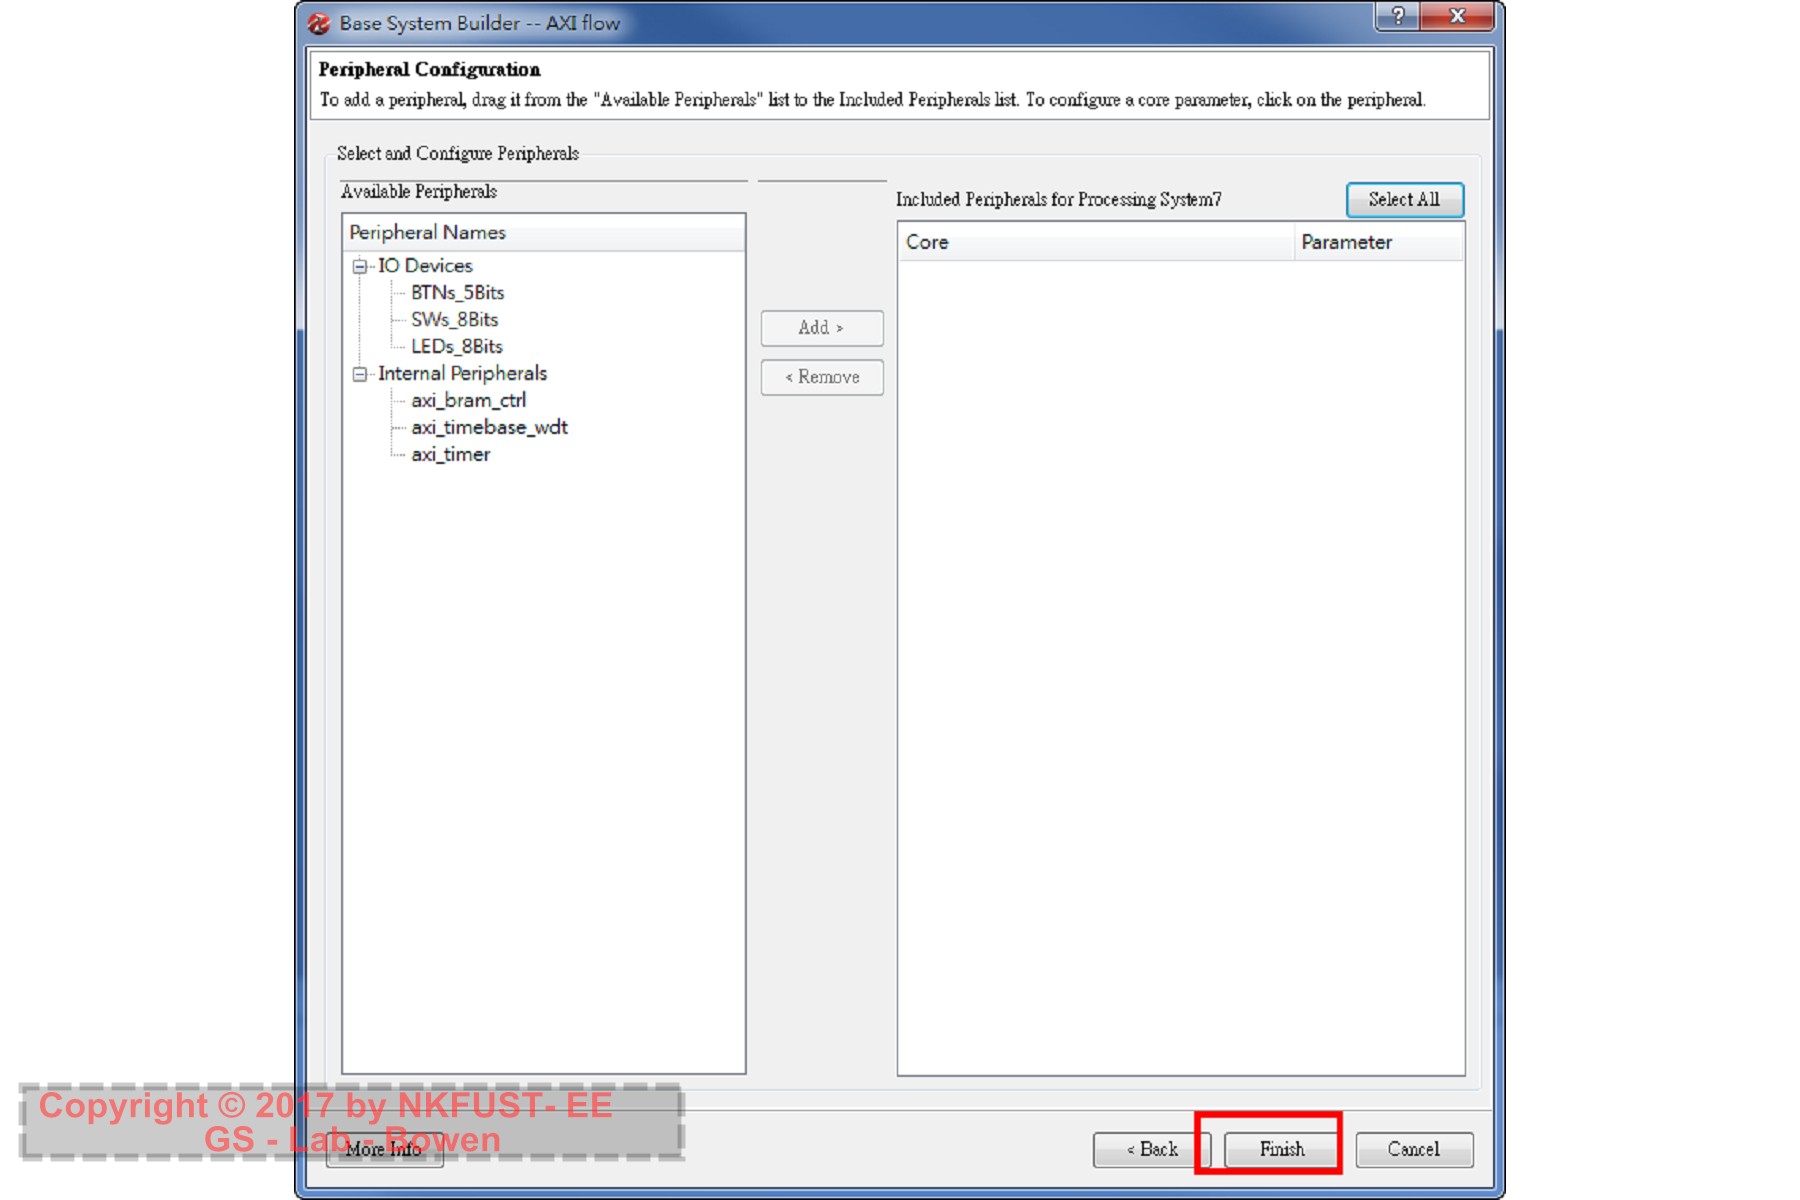 Base System Builder -- AXI flow
?
X
Peripheral Configuration
To add a peripheral, drag it from the "Available Peripherals" list to the Included Peripherals list. To configure a core parameter, click on the peripheral.
Select and Configure Peripherals
Available Peripherals
Included Peripherals for Processing System7
Select All
Peripheral Names
Core
Parameter
IO Devices
BTNs_5Bits
SWs_8Bits
LEDs_8Bits
Internal Peripherals
axi_bram_ctrl
axi_timebase_wdt
axi_timer
Add >
< Remove
Copyright © 2017 by NKFUST- EE
GS - Lab - Bowen
More Info
< Back
Finish
Cancel